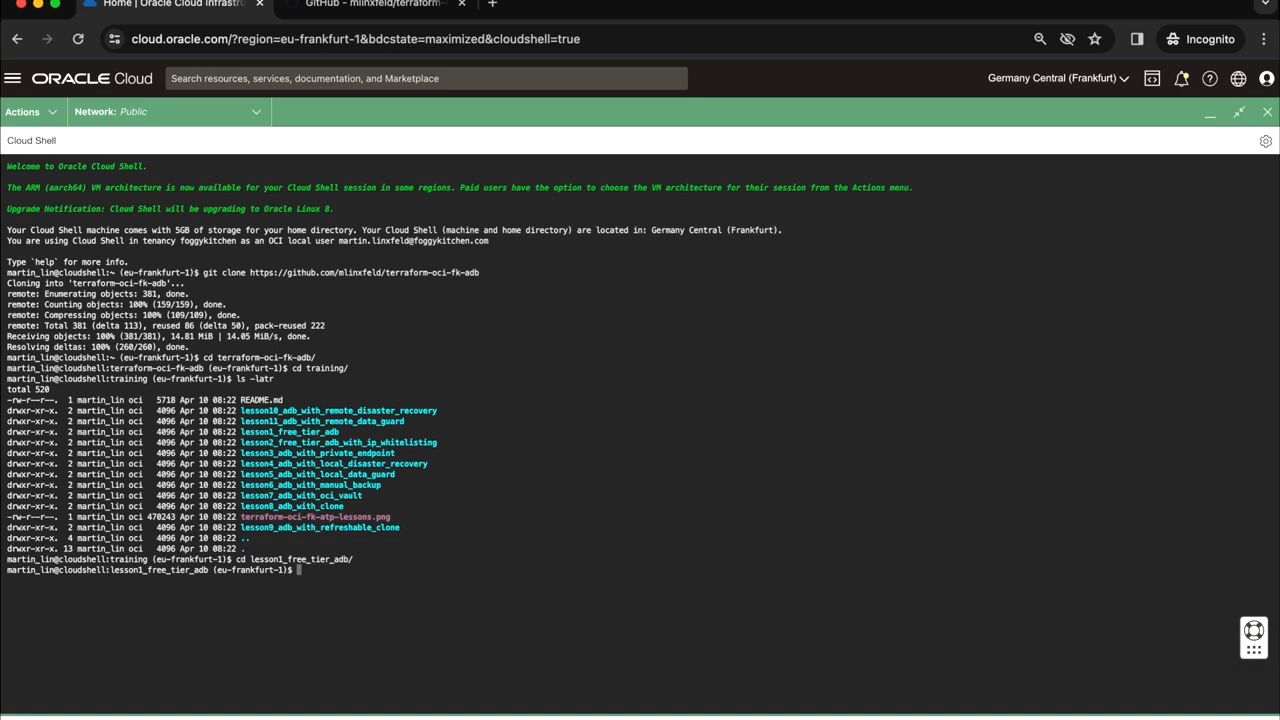 Home | Oracle Cloud Infrast
GitHub - mlinxfeld/terraform-
cloud.oracle.com/?region=eu-frankfurt-1&bdcstate=maximized&cloudshell=true
Incognito
ORACLE Cloud
Search resources, services, documentation, and Marketplace
Germany Central (Frankfurt)
Actions
Network: Public
Cloud Shell
Welcome to Oracle Cloud Shell.
The ARM (aarch64) VM architecture is now available for your Cloud Shell session in some regions. Paid users have the option to choose the VM architecture for their session from the Actions menu.
Upgrade Notification: Cloud Shell will be upgrading to Oracle Linux 8.
Your Cloud Shell machine comes with 5GB of storage for your home directory. Your Cloud Shell (machine and home directory) are located in: Germany Central (Frankfurt).
You are using Cloud Shell in tenancy foggykitchen as an OCI local user martin.linxfeld@foggykitchen.com
Type `help` for more info.
martin_lin@cloudshell:~ (eu-frankfurt-1)$ git clone https://github.com/mlinxfeld/terraform-oci-fk-adb
Cloning into 'terraform-oci-fk-adb'...
remote: Enumerating objects: 381, done.
remote: Counting objects: 100% (159/159), done.
remote: Compressing objects: 100% (109/109), done.
remote: Total 381 (delta 113), reused 86 (delta 50), pack-reused 222
Receiving objects: 100% (381/381), 14.81 MiB | 14.05 MiB/s, done.
Resolving deltas: 100% (260/260), done.
martin_lin@cloudshell:~ (eu-frankfurt-1)$ cd terraform-oci-fk-adb/
martin_lin@cloudshell:terraform-oci-fk-adb (eu-frankfurt-1)$ cd training/
martin_lin@cloudshell:training (eu-frankfurt-1)$ ls -latr
total 520
-rw-r--r--. 1 martin_lin oci 5718 Apr 10 08:22 README.md
drwxr-xr-x. 2 martin_lin oci 4096 Apr 10 08:22 lesson10_adb_with_remote_disaster_recovery
drwxr-xr-x. 2 martin_lin oci 4096 Apr 10 08:22 lesson11_adb_with_remote_data_guard
drwxr-xr-x. 2 martin_lin oci 4096 Apr 10 08:22 lesson1_free_tier_adb
drwxr-xr-x. 2 martin_lin oci 4096 Apr 10 08:22 lesson2_free_tier_adb_with_ip_whitelisting
drwxr-xr-x. 2 martin_lin oci 4096 Apr 10 08:22 lesson3_adb_with_private_endpoint
drwxr-xr-x. 2 martin_lin oci 4096 Apr 10 08:22 lesson4_adb_with_local_disaster_recovery
drwxr-xr-x. 2 martin_lin oci 4096 Apr 10 08:22 lesson5_adb_with_local_data_guard
drwxr-xr-x. 2 martin_lin oci 4096 Apr 10 08:22 lesson6_adb_with_manual_backup
drwxr-xr-x. 2 martin_lin oci 4096 Apr 10 08:22 lesson7_adb_with_oci_vault
drwxr-xr-x. 2 martin_lin oci 4096 Apr 10 08:22 lesson8_adb_with_clone
-rw-r--r--. 1 martin_lin oci 470243 Apr 10 08:22 terraform-oci-fk-atp-lessons.png
drwxr-xr-x. 2 martin_lin oci 4096 Apr 10 08:22 lesson9_adb_with_refreshable_clone
drwxr-xr-x. 4 martin_lin oci 4096 Apr 10 08:22 ..
drwxr-xr-x. 13 martin_lin oci 4096 Apr 10 08:22 .
martin_lin@cloudshell:training (eu-frankfurt-1)$ cd lesson1_free_tier_adb/
martin_lin@cloudshell:lesson1_free_tier_adb (eu-frankfurt-1)$